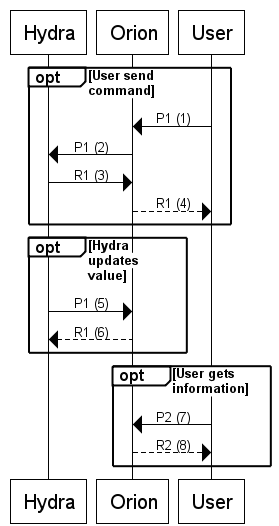 Hydra Orion User
opt [User send
command]
P1 (1)
P1 (2)
R1 (3)
R1 (4)
opt [Hydra
updates
value]
P1 (5)
R1 (6)
opt [User gets
information]
P2 (7)
R2 (8)
Hydra Orion User